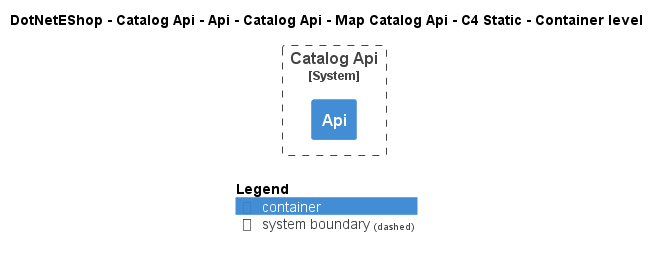 DotNetEShop - Catalog Api - Api - Catalog Api - Map Catalog Api - C4 Static - Container level
Catalog Api
[System]
Api
Legend
container
system boundary (dashed)